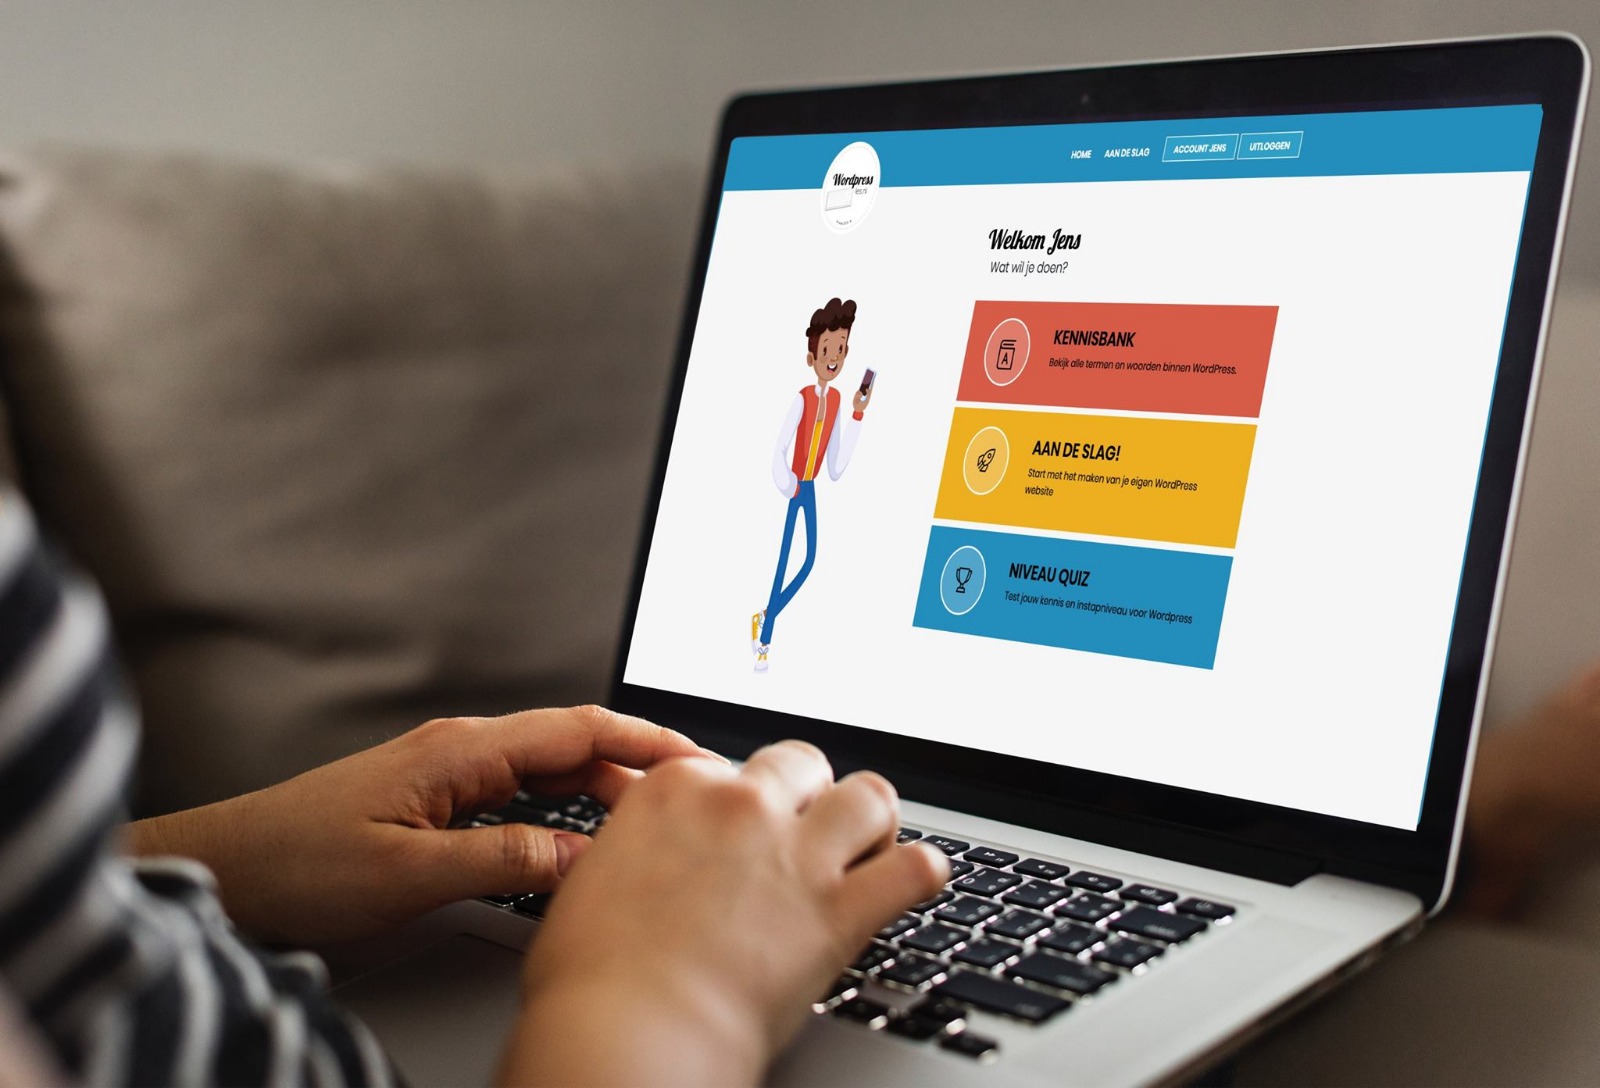 HOME AAN DE SLAG ACCOUNT JENS UITLOGGEN
Wordpress
les.nl
Welkom Jens
Wat wil je doen?
KENNISBANK
Bekijk alle termen en woorden binnen WordPress.
AAN DE SLAG!
Start met het maken van je eigen WordPress
website
NIVEAU QUIZ
Test jouw kennis en instapniveau voor Wordpress